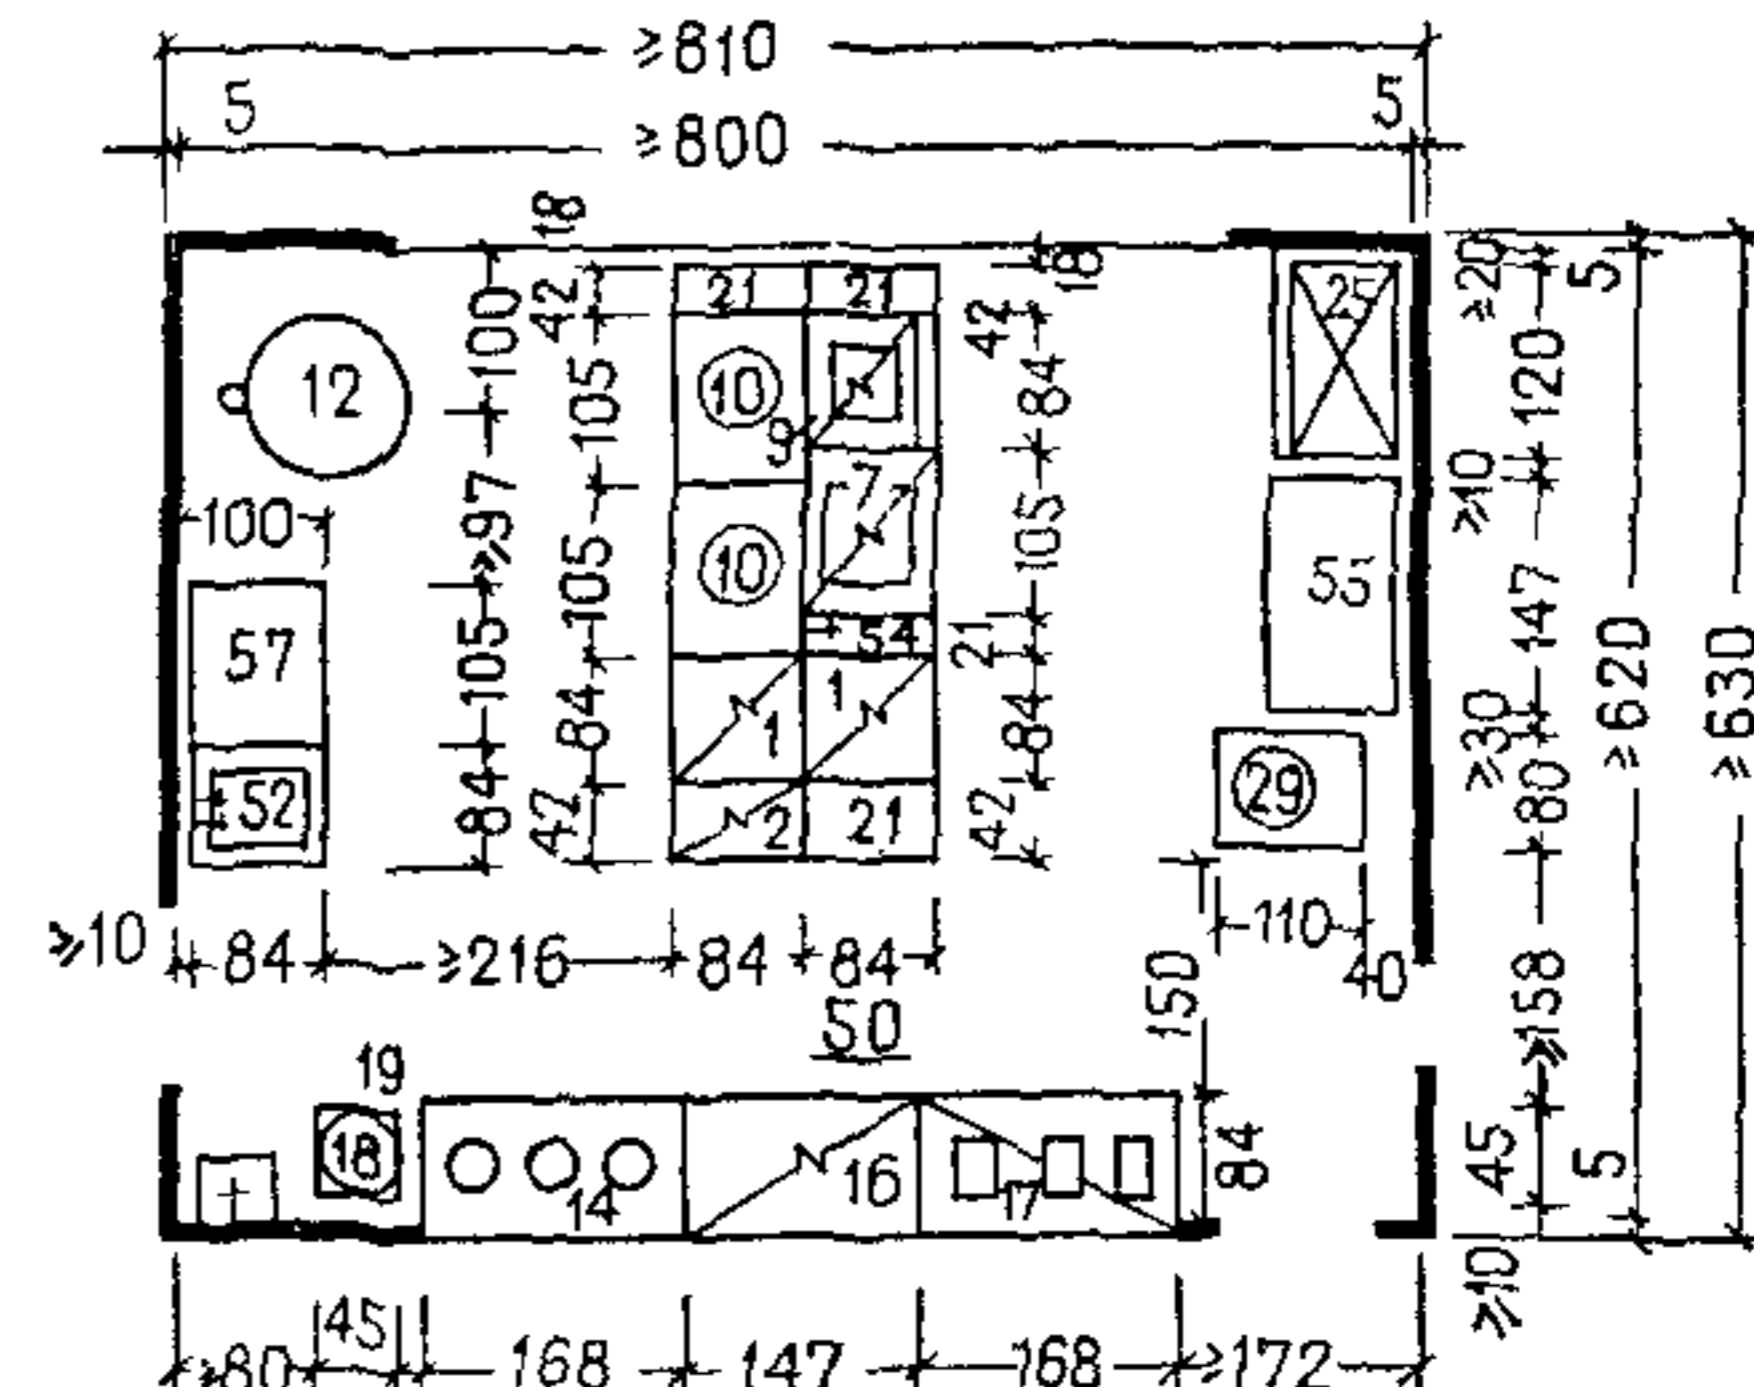 ≥810
5 ≥800 5
18
42 21 21 18 ≥20 25 5
100 12 105 10 9 42 84 120
≥97 7 ≥10
100 105 10 105 55 147
57 105 54 21 ≥620 ≥630
84 1 1 84 ≥30
52 84 42 2 21 42 29 80
≥10 84 ≥216 84 84 110
50 150 40 ≥158
19
18 14 16 17 84 45 5
≥10
≥80 45 168 147 168 ≥172